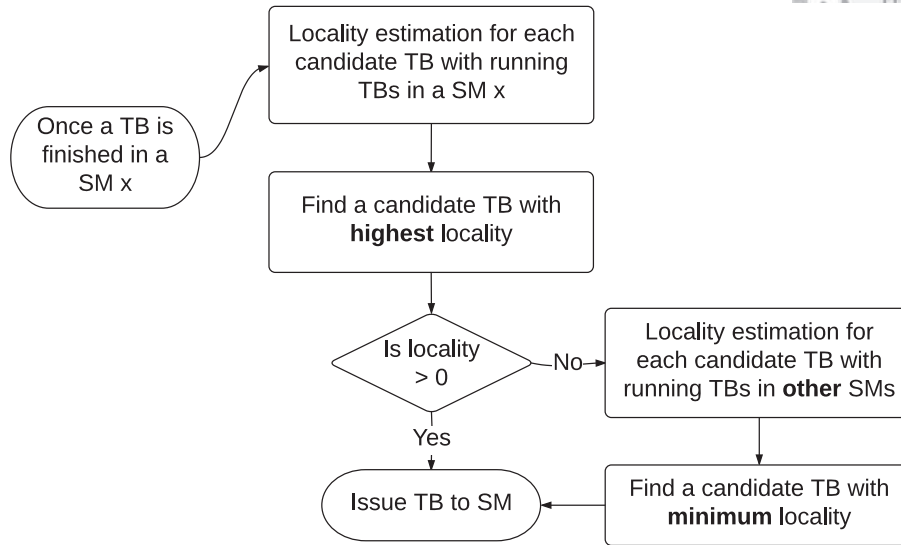 Locality estimation for each
candidate TB with running
TBs in a SM x
Once a TB is
finished in a
SM x
Find a candidate TB with
highest locality
Is locality
> 0
No
Locality estimation for
each candidate TB with
running TBs in other SMs
Yes
Issue TB to SM
Find a candidate TB with
minimum locality